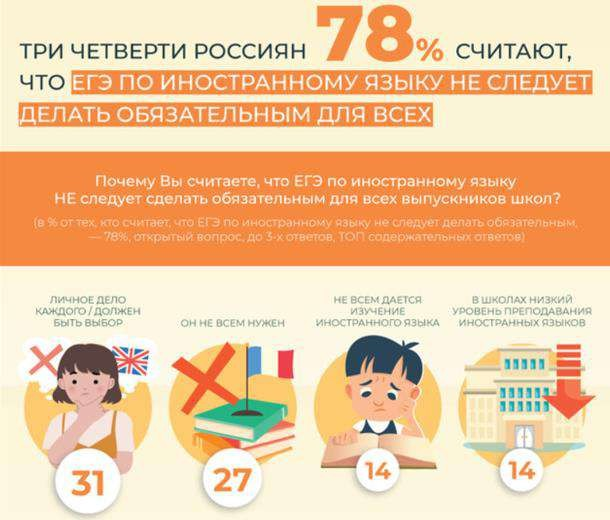 ТРИ ЧЕТВЕРТИ РОССИЯН 78% СЧИТАЮТ,
ЧТО ЕГЭ ПО ИНОСТРАННОМУ ЯЗЫКУ НЕ СЛЕДУЕТ
ДЕЛАТЬ ОБЯЗАТЕЛЬНЫМ ДЛЯ ВСЕХ
Почему Вы считаете, что ЕГЭ по иностранному языку
НЕ следует сделать обязательным для всех выпускников школ?
(в % от тех, кто считает, что ЕГЭ по иностранному языку не следует делать обязательным,
— 78%, открытый вопрос, до 3-х ответов, ТОП содержательных ответов)
ЛИЧНОЕ ДЕЛО
КАЖДОГО / ДОЛЖЕН
БЫТЬ ВЫБОР
31
ОН НЕ ВСЕМ НУЖЕН
27
НЕ ВСЕМ ДАЕТСЯ
ИЗУЧЕНИЕ
ИНОСТРАННОГО ЯЗЫКА
14
В ШКОЛАХ НИЗКИЙ
УРОВЕНЬ ПРЕПОДАВАНИЯ
ИНОСТРАННЫХ ЯЗЫКОВ
14